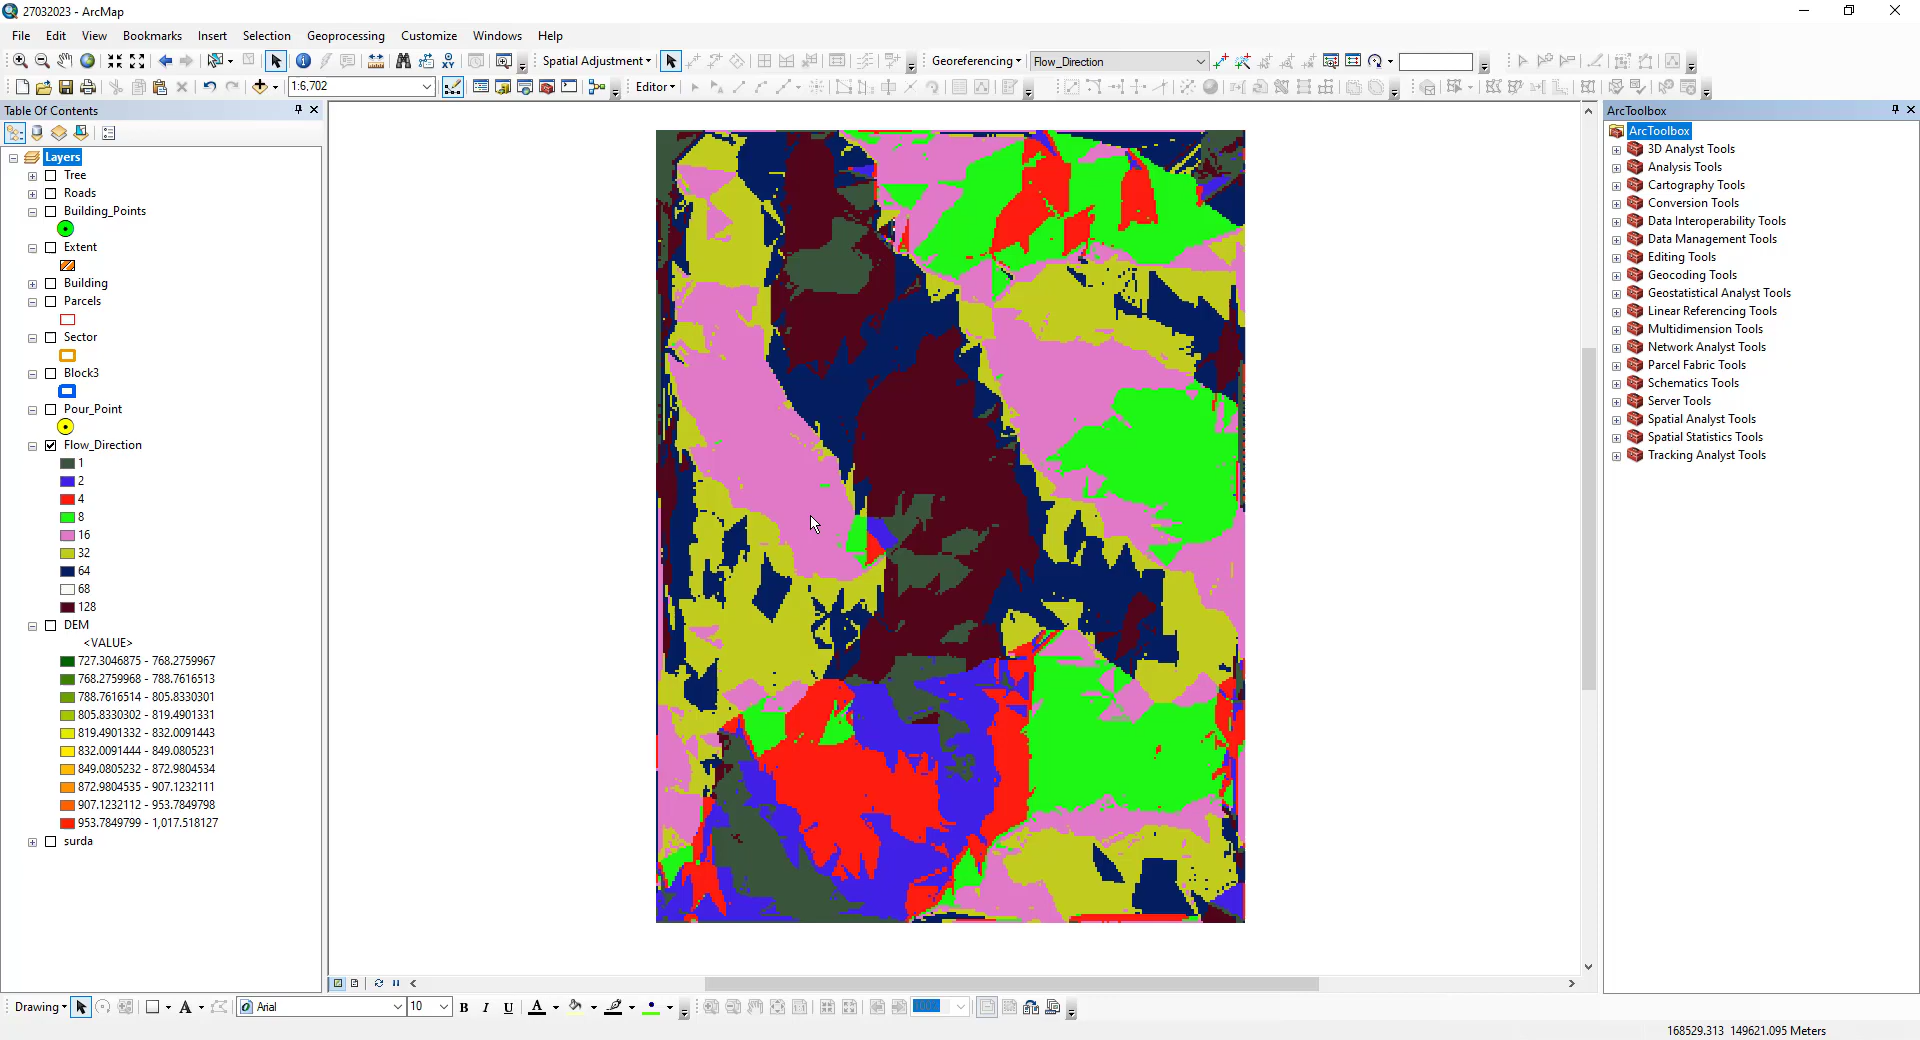 27032023 - ArcMap
File Edit View Bookmarks Insert Selection Geoprocessing Customize Windows Help
Spatial Adjustment Georeferencing Flow_Direction
1:6,702 Editor
Table Of Contents
Layers
Tree
Roads
Building_Points
Extent
Building
Parcels
Sector
Block3
Pour_Point
Flow_Direction
1
2
4
8
16
32
64
68
128
DEM
<VALUE>
727.3046875 - 768.2759967
768.2759968 - 788.7616513
788.7616514 - 805.8330301
805.8330302 - 819.4901331
819.4901332 - 832.0091443
832.0091444 - 849.0805231
849.0805232 - 872.9804534
872.9804535 - 907.1232111
907.1232112 - 953.7849798
953.7849799 - 1,017.518127
surda
ArcToolbox
ArcToolbox
3D Analyst Tools
Analysis Tools
Cartography Tools
Conversion Tools
Data Interoperability Tools
Data Management Tools
Editing Tools
Geocoding Tools
Geostatistical Analyst Tools
Linear Referencing Tools
Multidimension Tools
Network Analyst Tools
Parcel Fabric Tools
Schematics Tools
Server Tools
Spatial Analyst Tools
Spatial Statistics Tools
Tracking Analyst Tools
Drawing A Arial 10 B I U A
168529.313 149621.095 Meters